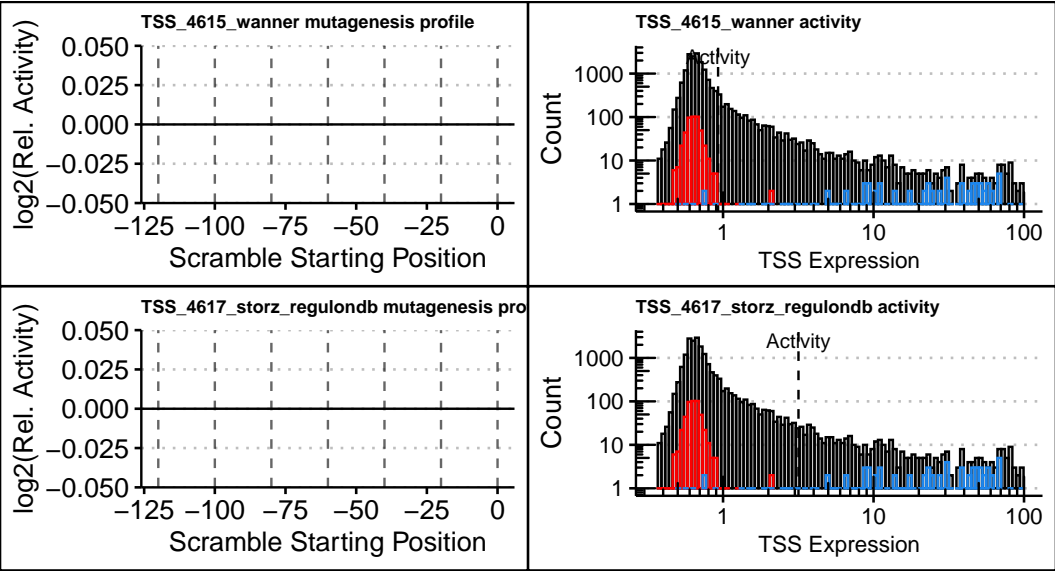 TSS_4615_wanner mutagenesis profile
log2(Rel. Activity)
0.050
0.025
0.000
−0.025
−0.050
−125 −100 −75 −50 −25 0
Scramble Starting Position
TSS_4615_wanner activity
Activity
Count
1000
100
10
1
1 10 100
TSS Expression
TSS_4617_storz_regulondb mutagenesis pro
log2(Rel. Activity)
0.050
0.025
0.000
−0.025
−0.050
−125 −100 −75 −50 −25 0
Scramble Starting Position
TSS_4617_storz_regulondb activity
Activity
Count
1000
100
10
1
1 10 100
TSS Expression